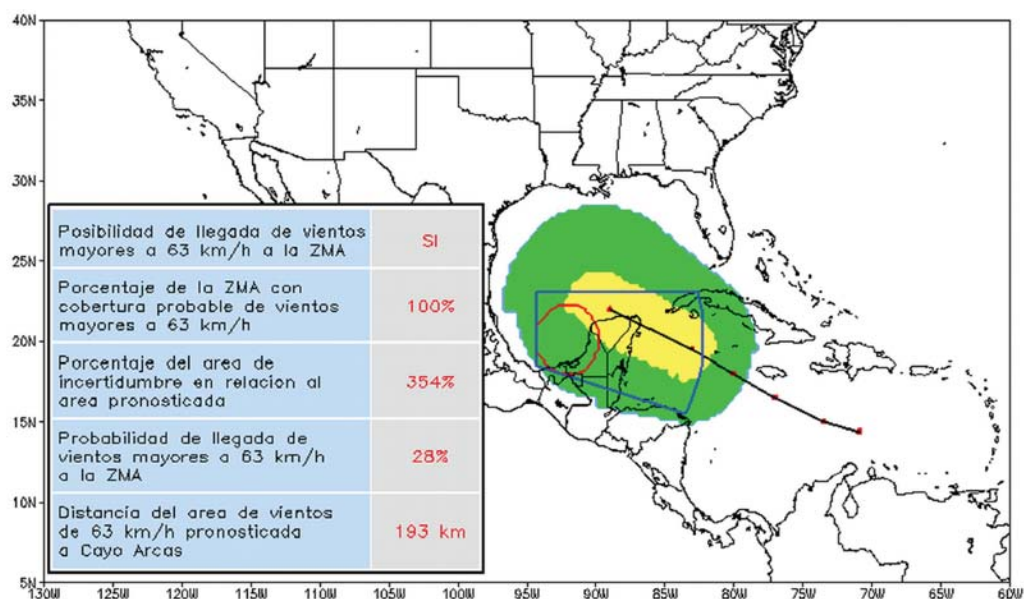 40N
35N
30N
25N
20N
15N
10N
5N
Posibilidad de llegada de vientos
mayores a 63 km/h a la ZMA
SI
Porcentaje de la ZMA con
cobertura probable de vientos
mayores a 63 km/h
100%
Porcentaje del area de
incertidumbre en relacion al
area pronosticada
354%
Probabilidad de llegada de
vientos mayores a 63 km/h
a la ZMA
28%
Distancia del area de vientos
de 63 km/h pronosticada
a Cayo Arcas
193 km
130W 125W 120W 115W 110W 105W 100W 95W 90W 85W 80W 75W 70W 65W 60W